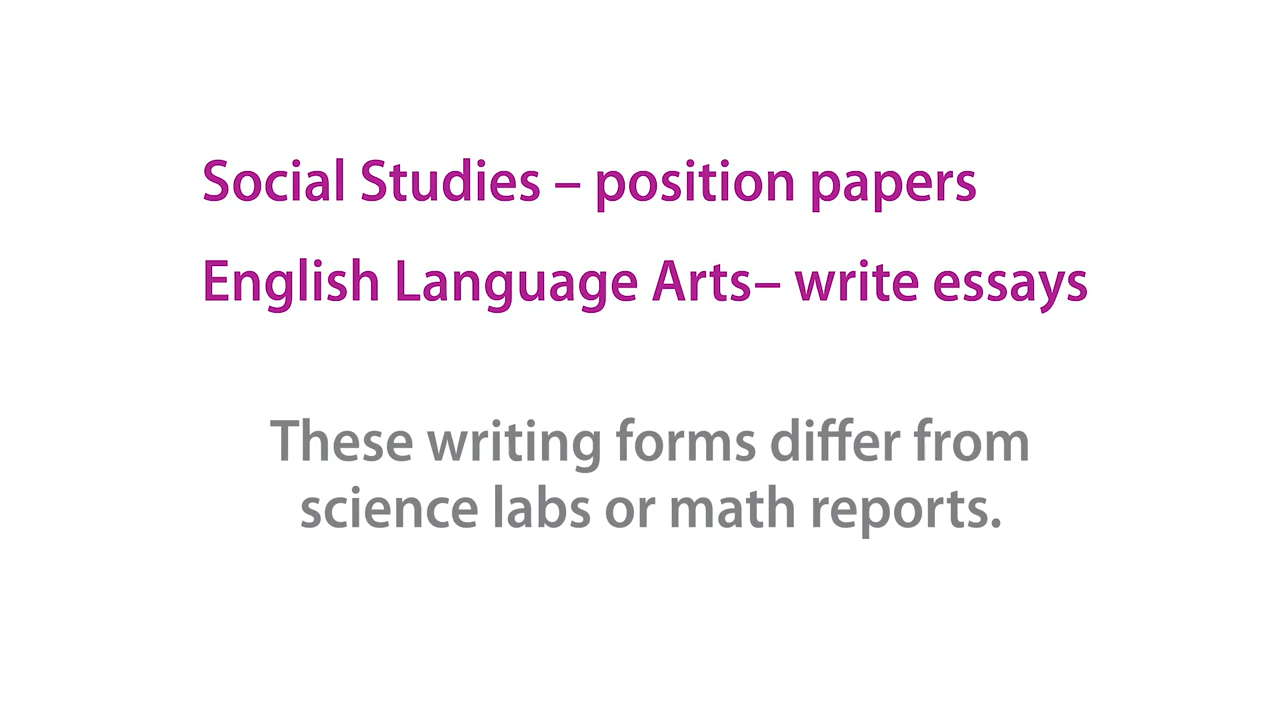 Social Studies – position papers
English Language Arts– write essays
These writing forms differ from
science labs or math reports.